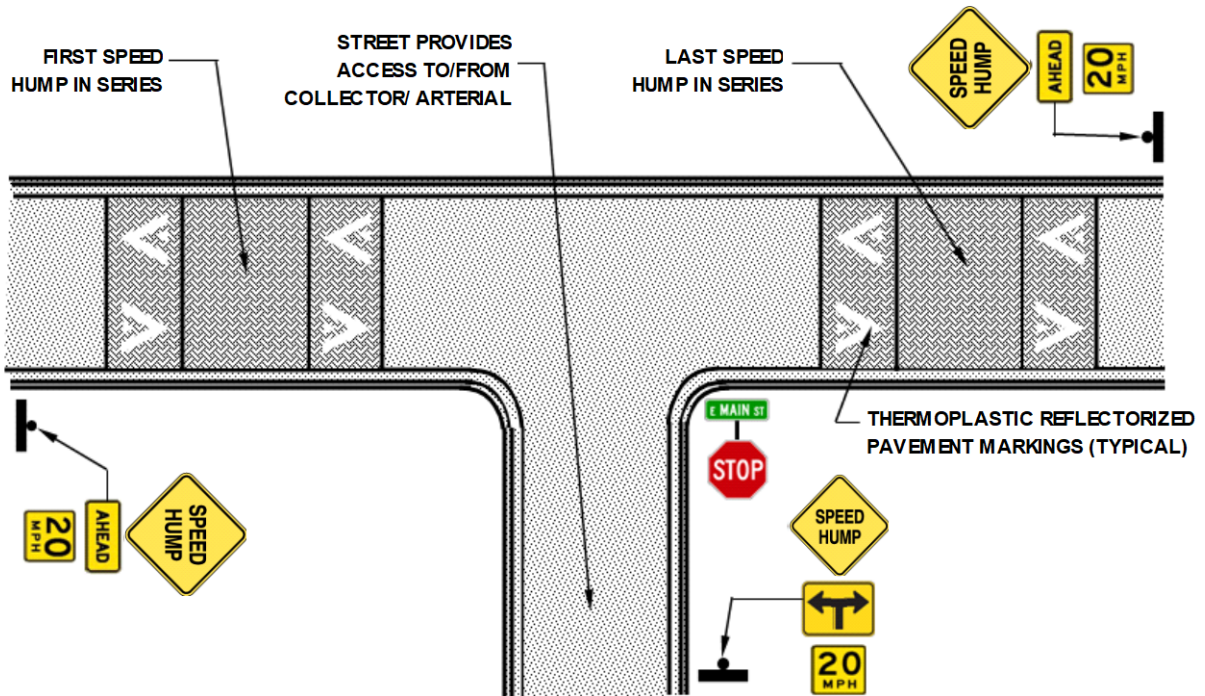 FIRST SPEED
HUMP IN SERIES
STREET PROVIDES
ACCESS TO/FROM
COLLECTOR/ ARTERIAL
LAST SPEED
HUMP IN SERIES
SPEED
HUMP
AHEAD
20
MPH
E MAIN ST
STOP
THERMOPLASTIC REFLECTORIZED
PAVEMENT MARKINGS (TYPICAL)
20
MPH
AHEAD
SPEED
HUMP
SPEED
HUMP
20
MPH